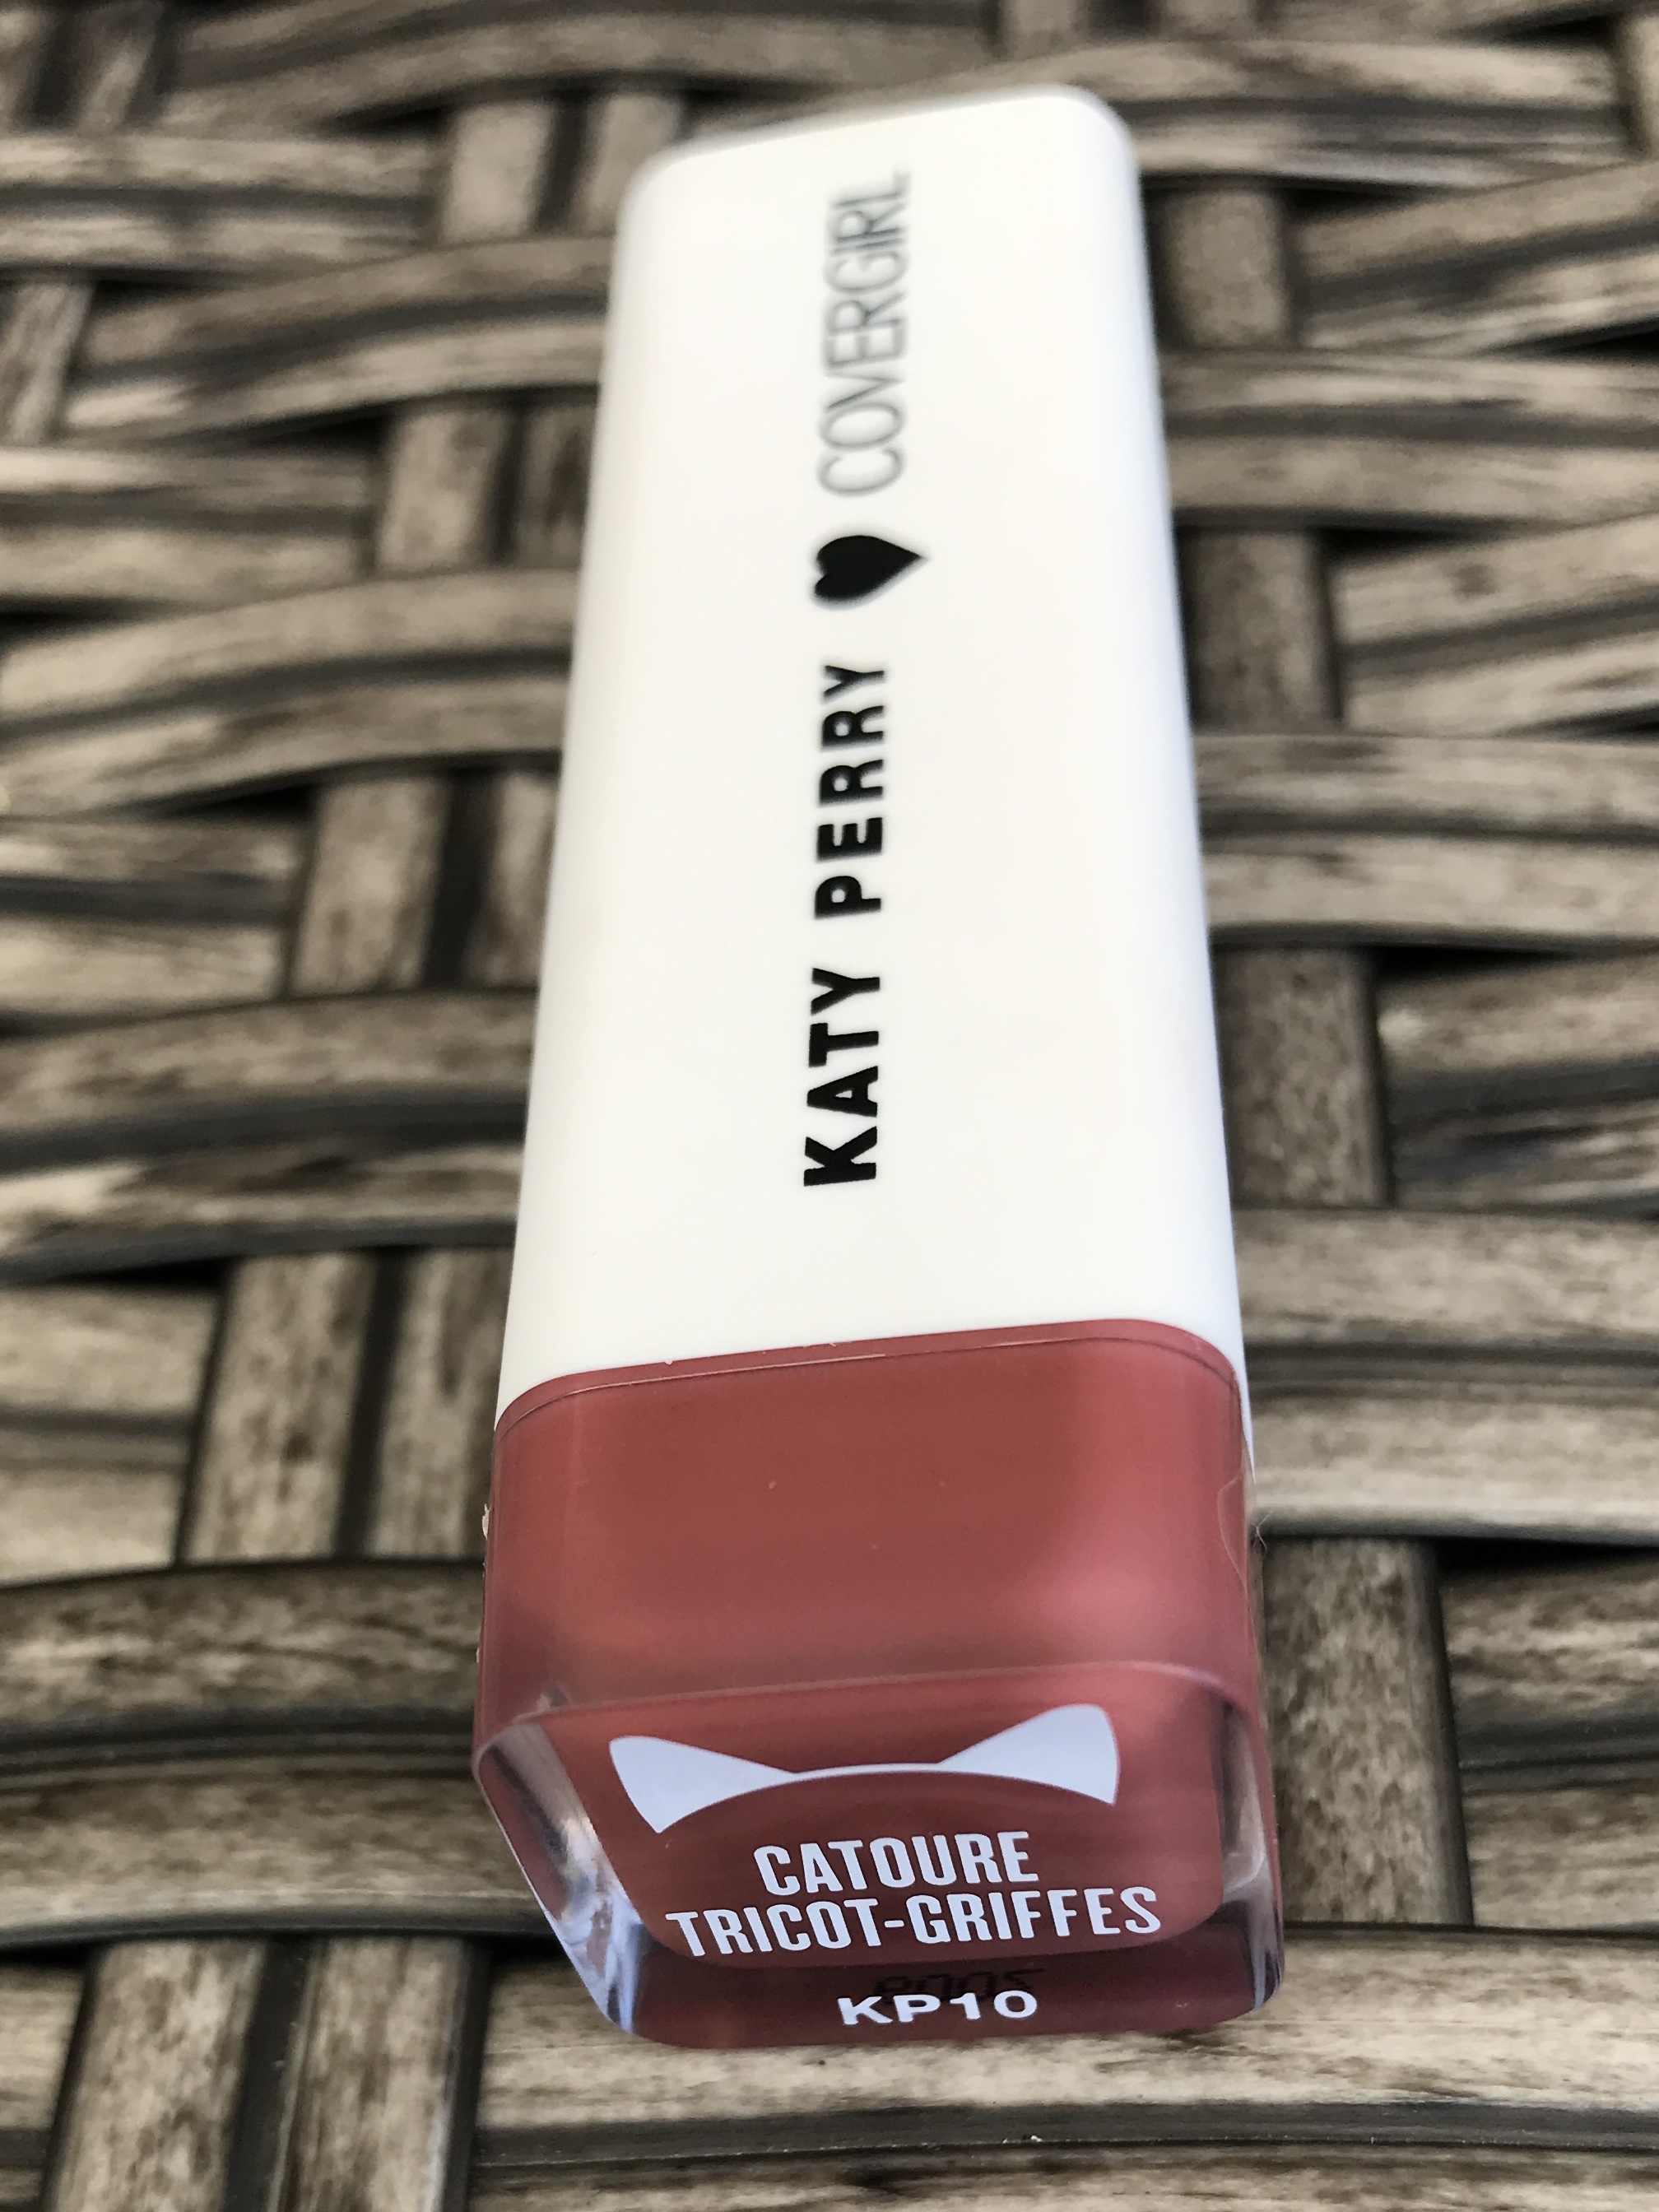 KATY PERRY ♥ COVERGIRL
CATOURE
TRICOT-GRIFFES
KP10